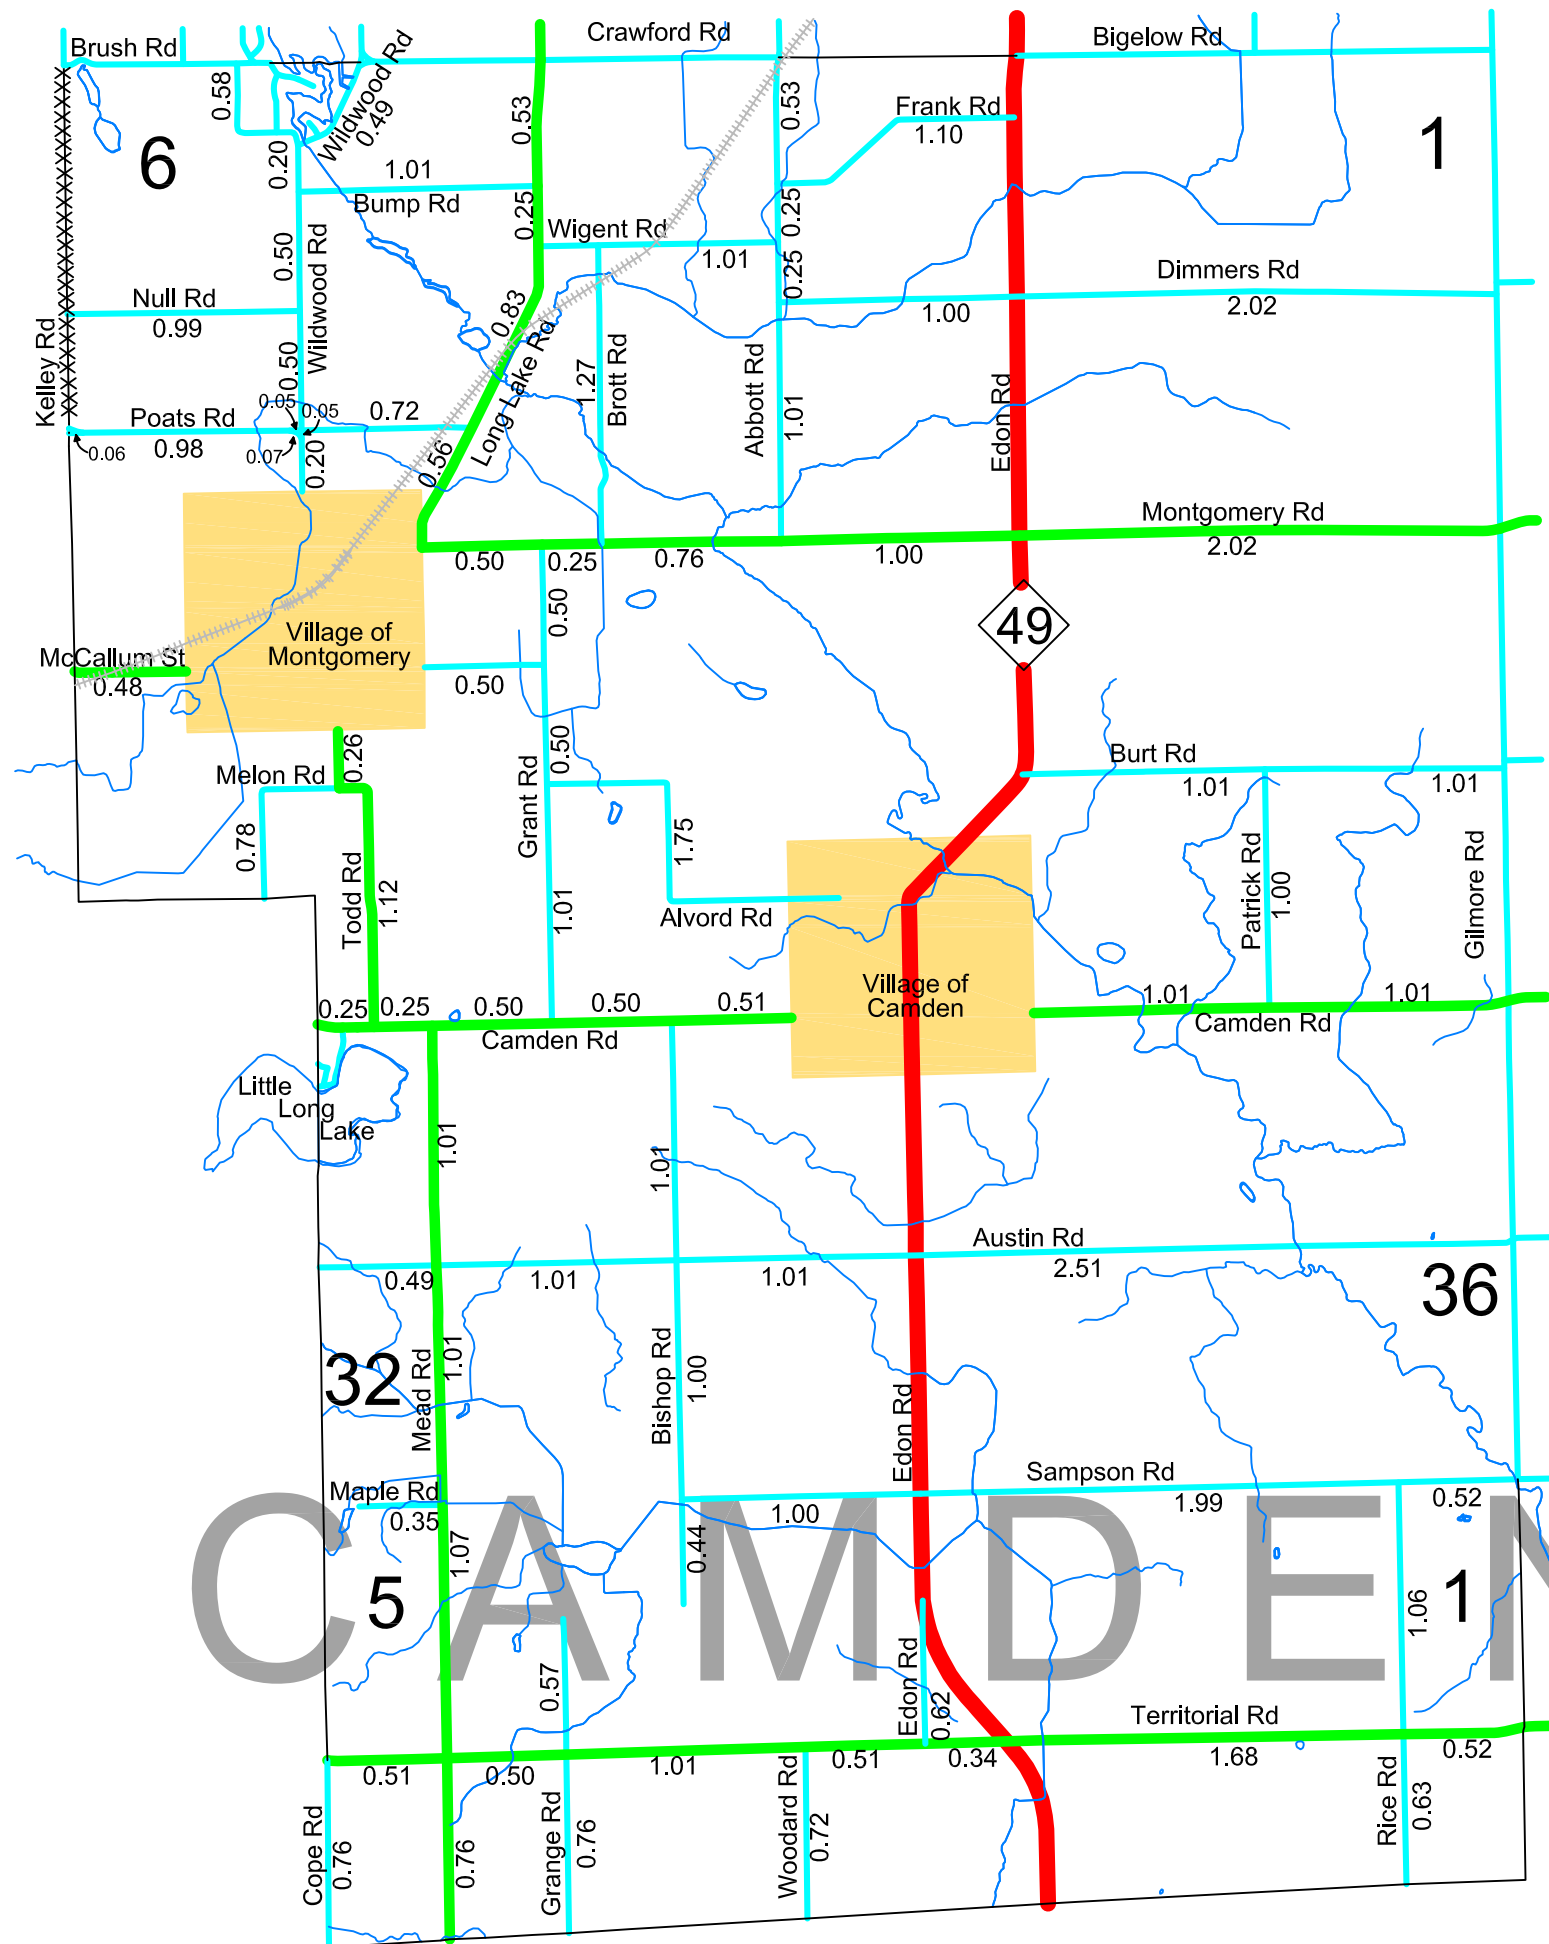 Crawford Rd
Brush Rd
Wildwood Rd
Bigelow Rd
0.58
0.49
0.53
0.53
Frank Rd
1.10
6
1
0.20
1.01
Bump Rd
0.25
0.25
Wigent Rd
1.01
0.50
Wildwood Rd
0.25
Dimmers Rd
Null Rd
0.99
0.83
1.00
2.02
Kelley Rd
0.50
Long Lake Rd
1.27
Brott Rd
Abbott Rd
1.01
Edon Rd
0.05
0.05
0.72
Poats Rd
0.98
0.06
0.07
0.20
0.56
Montgomery Rd
0.50
0.25
0.76
1.00
2.02
0.50
Village of
Montgomery
49
McCallum St
0.48
0.50
0.26
0.50
Burt Rd
Melon Rd
1.01
1.01
0.78
Grant Rd
1.75
Todd Rd
1.12
1.01
Alvord Rd
Patrick Rd
1.00
Gilmore Rd
Village of
Camden
0.25
0.25
0.50
0.50
0.51
1.01
1.01
Camden Rd
Camden Rd
Little
Long
Lake
1.01
1.01
Austin Rd
0.49
1.01
1.01
2.51
36
32
Mead Rd
1.01
Bishop Rd
1.00
Edon Rd
Sampson Rd
Maple Rd
0.35
1.00
1.99
0.52
CAMDEN
1.07
0.44
5
1
1.06
0.57
Edon Rd
0.62
Territorial Rd
0.51
0.50
1.01
0.51
0.34
1.68
0.52
Cope Rd
0.76
0.76
Grange Rd
0.76
Woodard Rd
0.72
Rice Rd
0.63